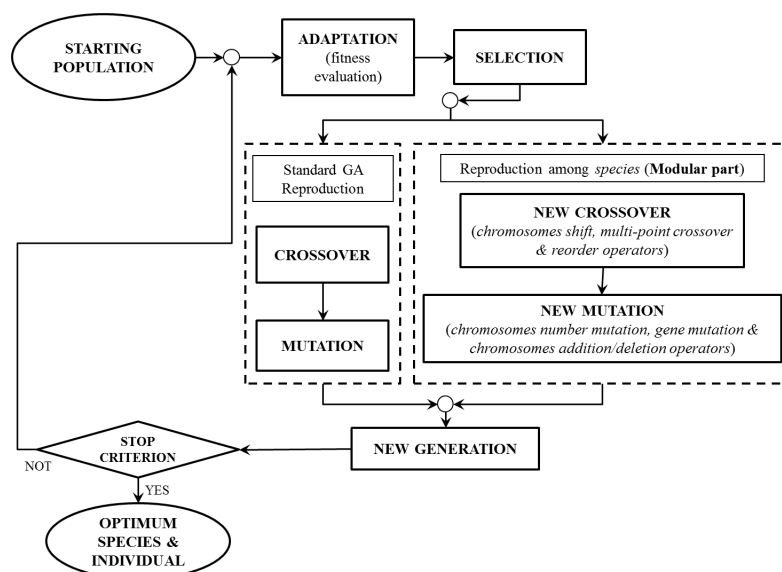 STARTING
POPULATION
ADAPTATION
(fitness
evaluation)
SELECTION
Standard GA
Reproduction
Reproduction among species (Modular part)
CROSSOVER
MUTATION
NEW CROSSOVER
(chromosomes shift, multi-point crossover
& reorder operators)
NEW MUTATION
(chromosomes number mutation, gene mutation &
chromosomes addition/deletion operators)
NEW GENERATION
STOP
CRITERION
NOT
YES
OPTIMUM
SPECIES &
INDIVIDUAL